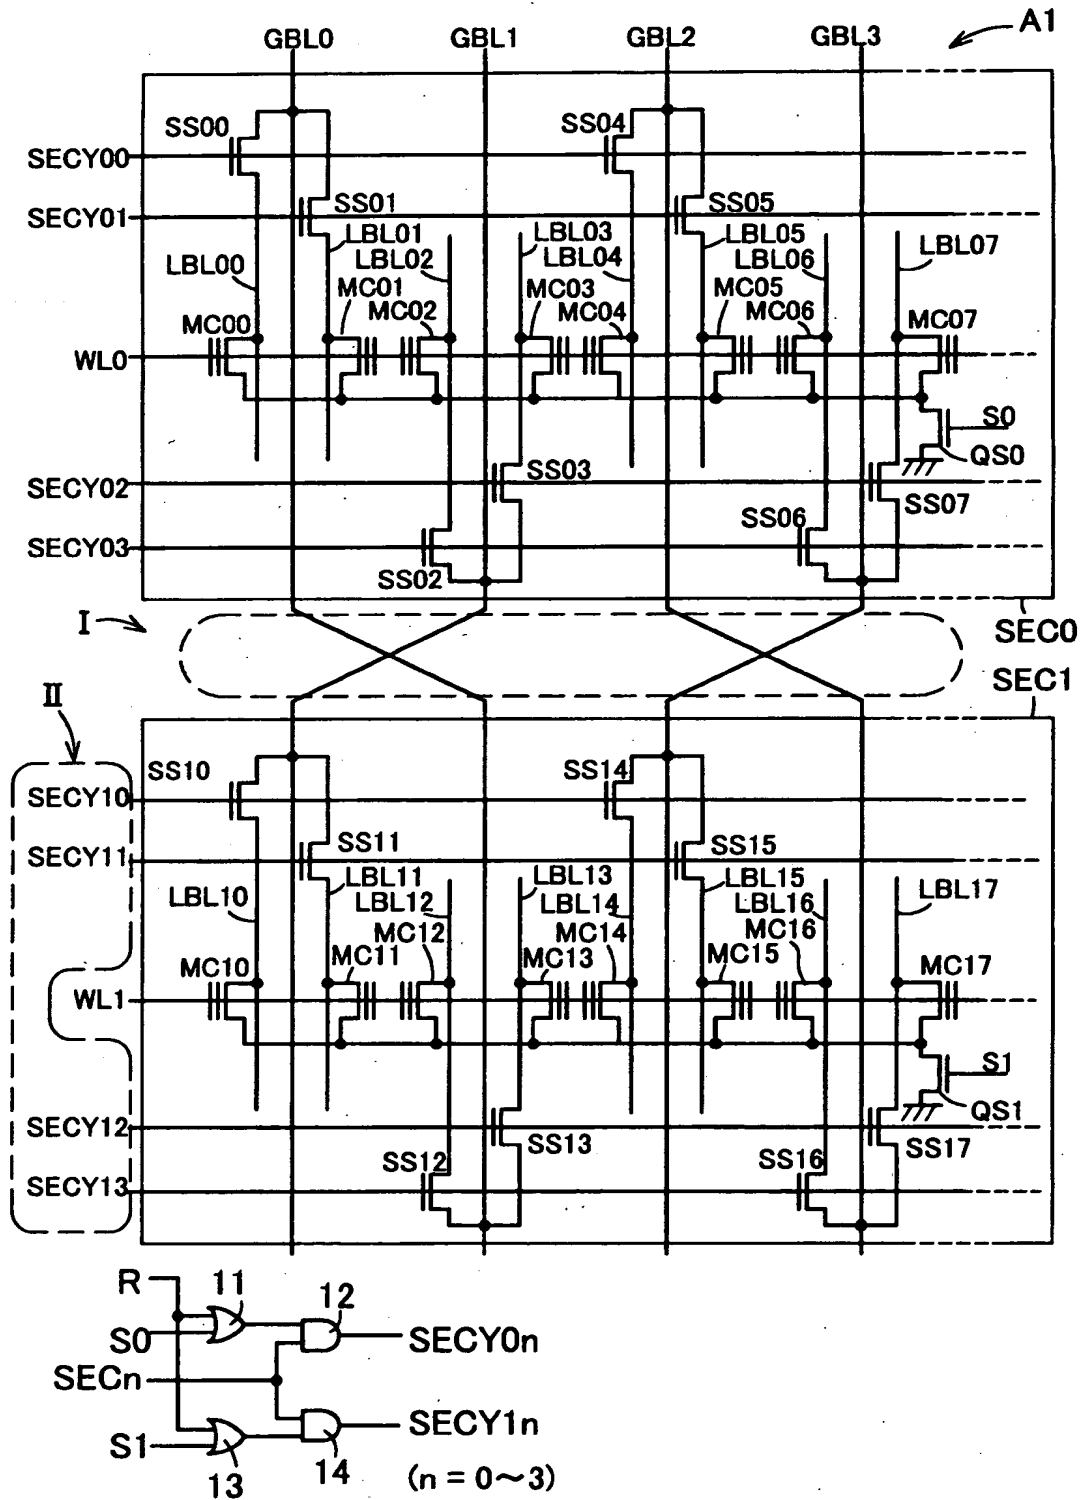 A1
GBL0 GBL1 GBL2 GBL3
SS00 SS04
SECY00
SECY01 SS01 SS05
LBL01 LBL03 LBL05
LBL00 LBL02 LBL04 LBL06 LBL07
MC01 MC03 MC05
MC00 MC02 MC04 MC06 MC07
WL0
S0
QS0
SECY02 SS03 SS07
SECY03 SS02 SS06
I
SEC0
SEC1
II
SS10 SS14
SECY10
SECY11 SS11 SS15
LBL11 LBL13 LBL15
LBL10 LBL12 LBL14 LBL16 LBL17
MC12 MC14 MC16
MC10 MC11 MC13 MC15 MC17
WL1
S1
QS1
SECY12 SS13 SS17
SECY13 SS12 SS16
R 11 12
S0 SECY0n
SECn
S1 SECY1n
13 14 (n = 0~3)